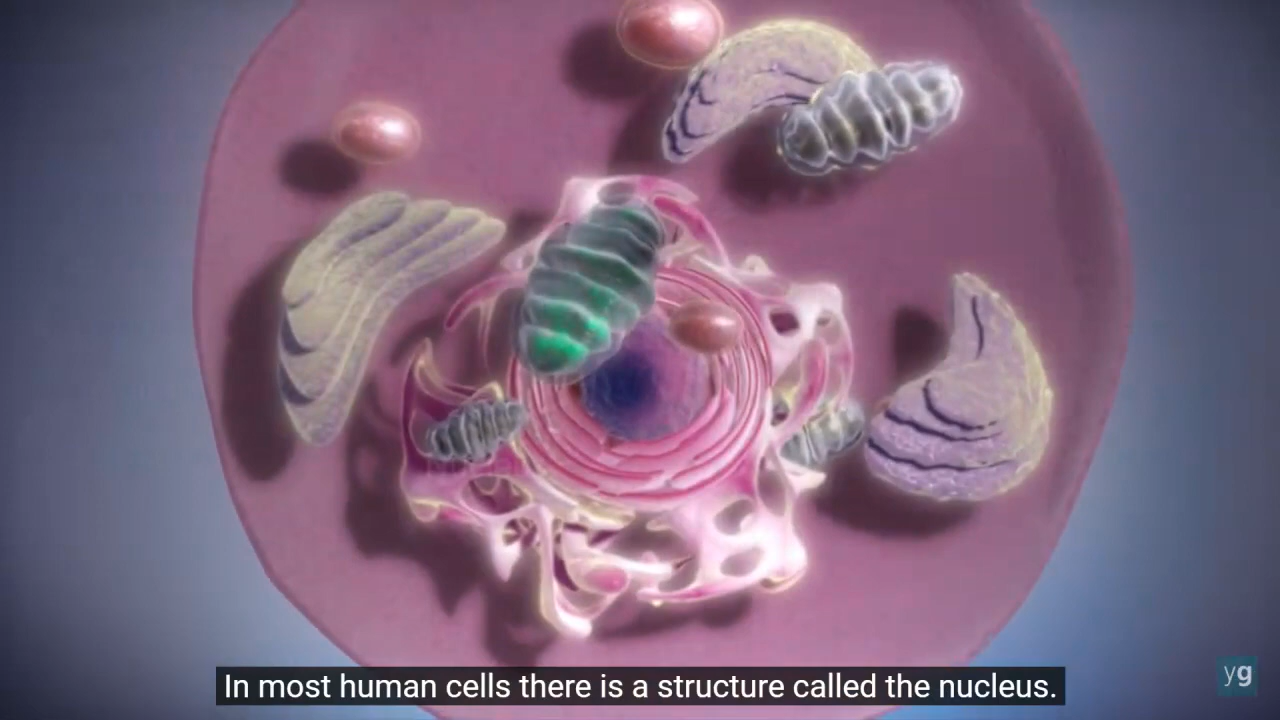 In most human cells there is a structure called the nucleus.
yg